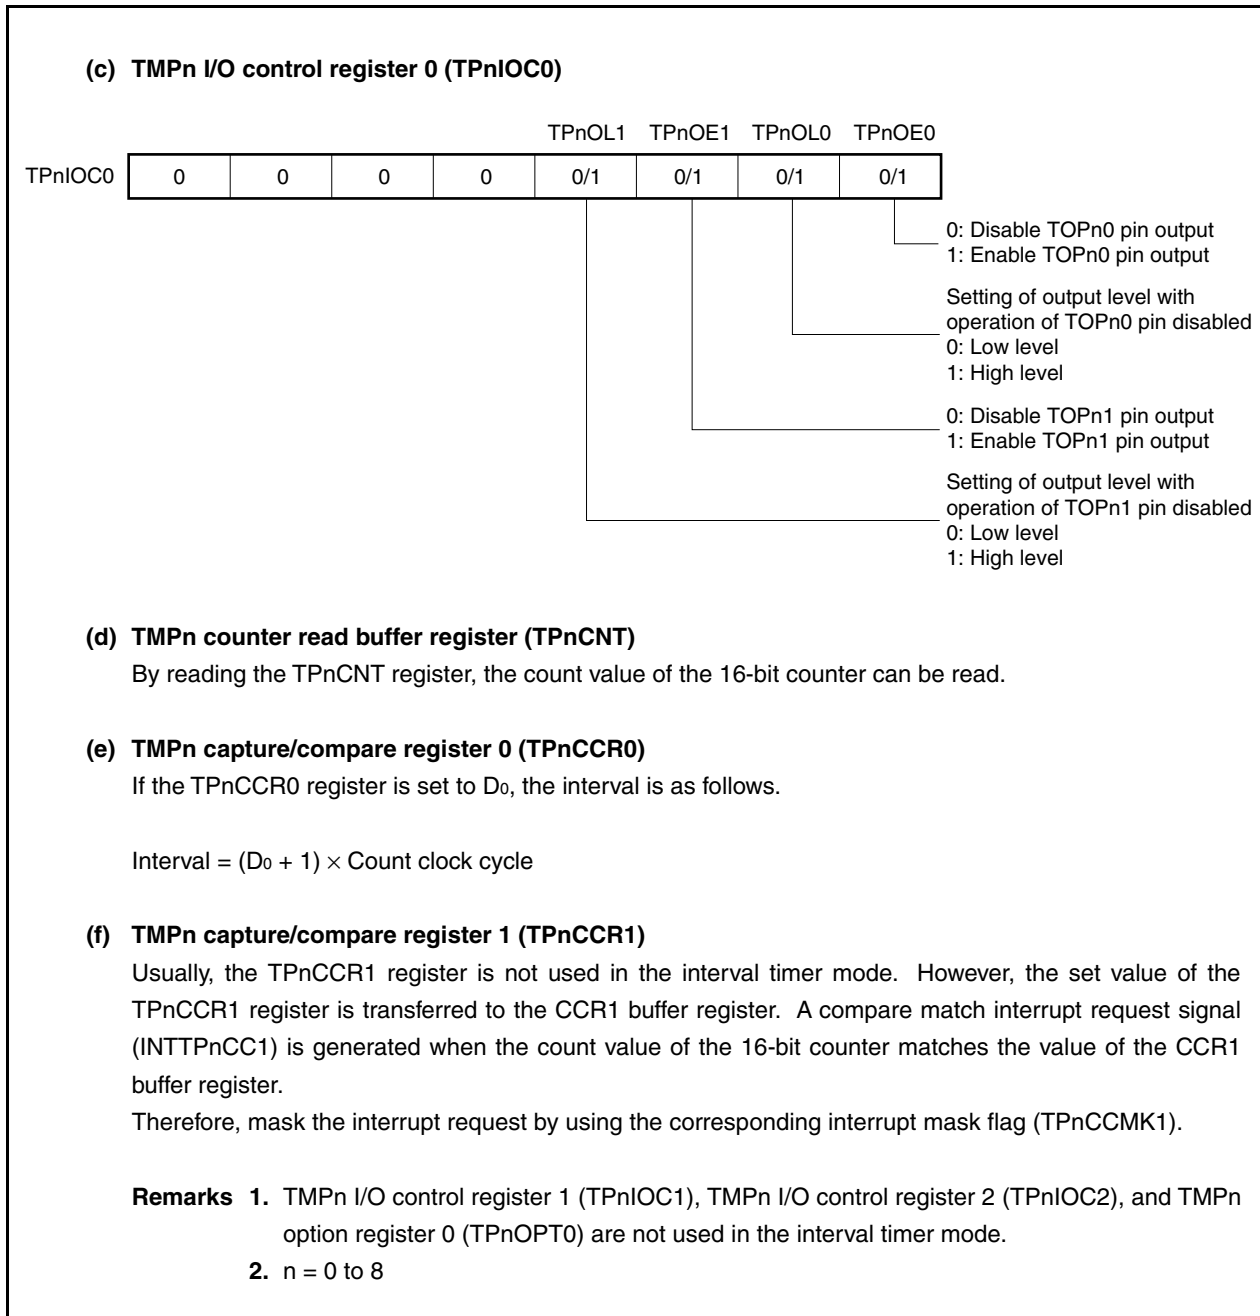 (c) TMPn I/O control register 0 (TPnIOC0)
TPnOL1 TPnOE1 TPnOL0 TPnOE0
TPnIOC0 0 0 0 0 0/1 0/1 0/1 0/1
0: Disable TOPn0 pin output
1: Enable TOPn0 pin output
Setting of output level with
operation of TOPn0 pin disabled
0: Low level
1: High level
0: Disable TOPn1 pin output
1: Enable TOPn1 pin output
Setting of output level with
operation of TOPn1 pin disabled
0: Low level
1: High level
(d) TMPn counter read buffer register (TPnCNT)
By reading the TPnCNT register, the count value of the 16-bit counter can be read.
(e) TMPn capture/compare register 0 (TPnCCR0)
If the TPnCCR0 register is set to D0, the interval is as follows.
Interval = (D0 + 1) × Count clock cycle
(f) TMPn capture/compare register 1 (TPnCCR1)
Usually, the TPnCCR1 register is not used in the interval timer mode. However, the set value of the
TPnCCR1 register is transferred to the CCR1 buffer register. A compare match interrupt request signal
(INTTPnCC1) is generated when the count value of the 16-bit counter matches the value of the CCR1
buffer register.
Therefore, mask the interrupt request by using the corresponding interrupt mask flag (TPnCCMK1).
Remarks 1. TMPn I/O control register 1 (TPnIOC1), TMPn I/O control register 2 (TPnIOC2), and TMPn
option register 0 (TPnOPT0) are not used in the interval timer mode.
2. n = 0 to 8